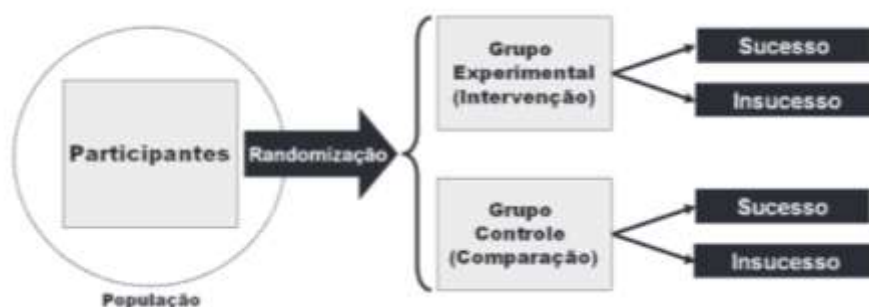 Participantes
População
Randomização
Grupo
Experimental
(Intervenção)
Sucesso
Insucesso
Grupo
Controle
(Comparação)
Sucesso
Insucesso